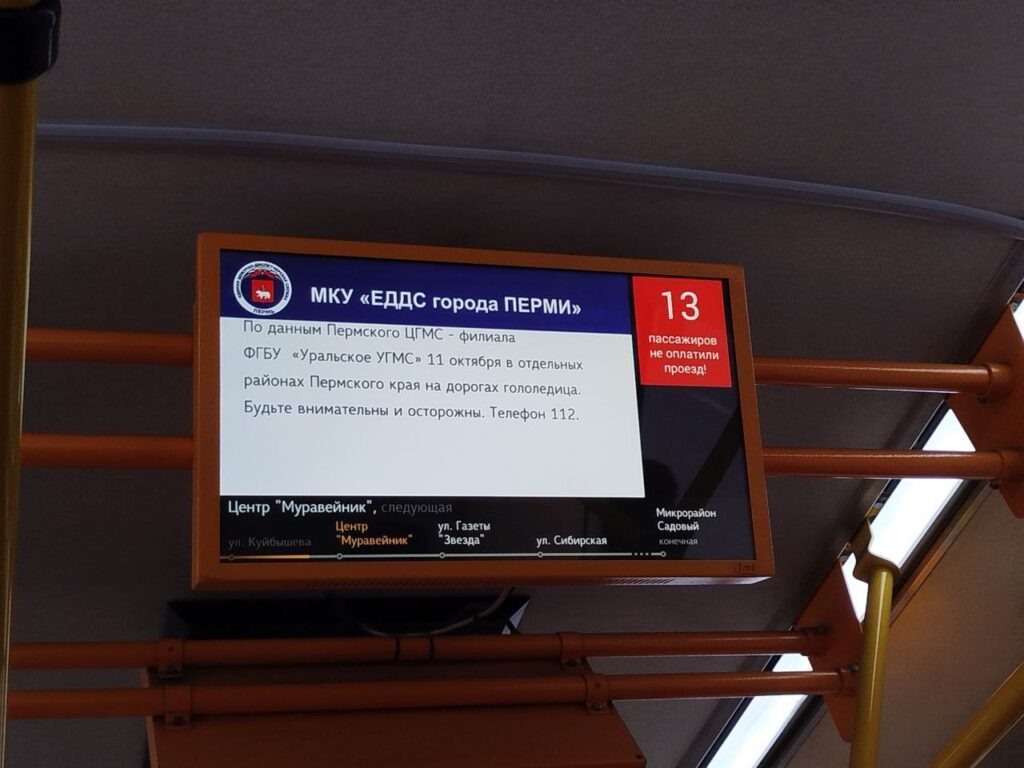 МКУ «ЕДДС города ПЕРМИ»
ПЕРМЬ
По данным Пермского ЦГМС - филиала
ФГБУ «Уральское УГМС» 11 октября в отдельных
районах Пермского края на дорогах гололедица.
Будьте внимательны и осторожны. Телефон 112.
13
пассажиров
не оплатили
проезд!
Центр "Муравейник", следующая
ул. Куйбышева
Центр
"Муравейник"
ул. Газеты
"Звезда"
ул. Сибирская
Микрорайон
Садовый
конечная